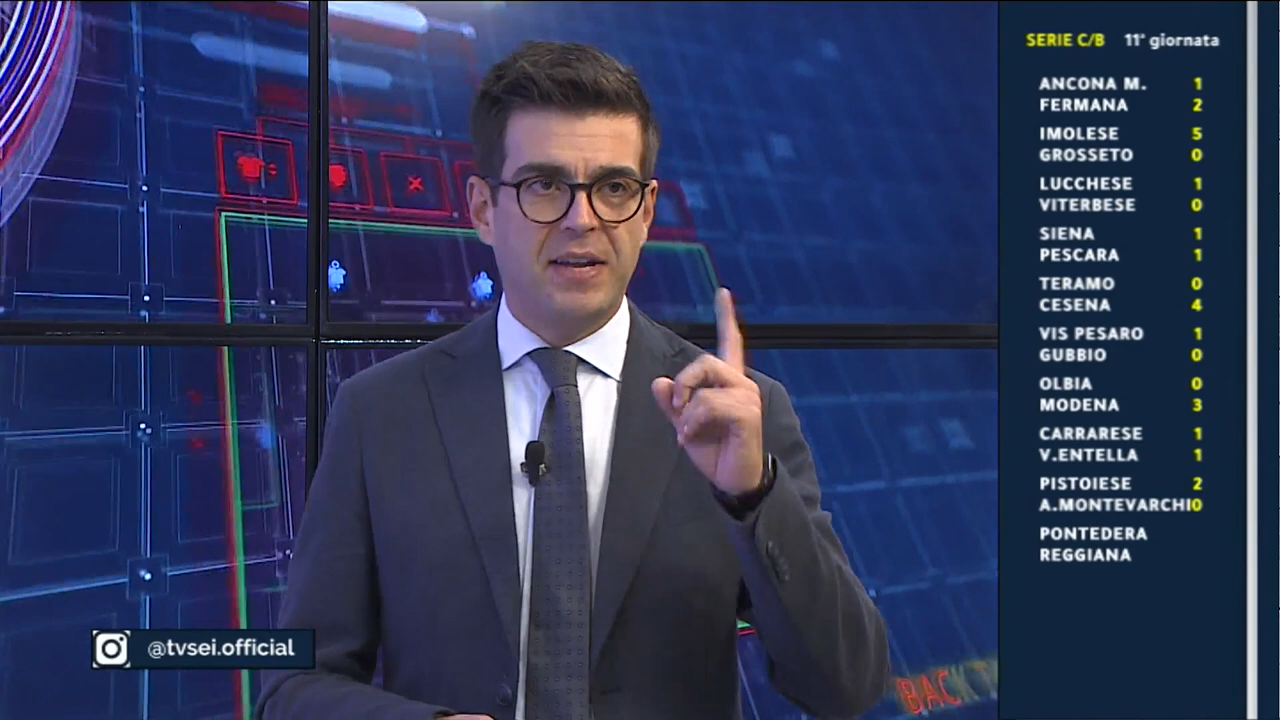 SERIE C/B 11ª giornata
ANCONA M. 1
FERMANA 2
IMOLESE 5
GROSSETO 0
LUCCHESE 1
VITERBESE 0
SIENA 1
PESCARA 1
TERAMO 0
CESENA 4
VIS PESARO 1
GUBBIO 0
OLBIA 0
MODENA 3
CARRARESE 1
V.ENTELLA 1
PISTOIESE 2
A.MONTEVARCHI0
PONTEDERA
REGGIANA
@tvsei.official
BACK